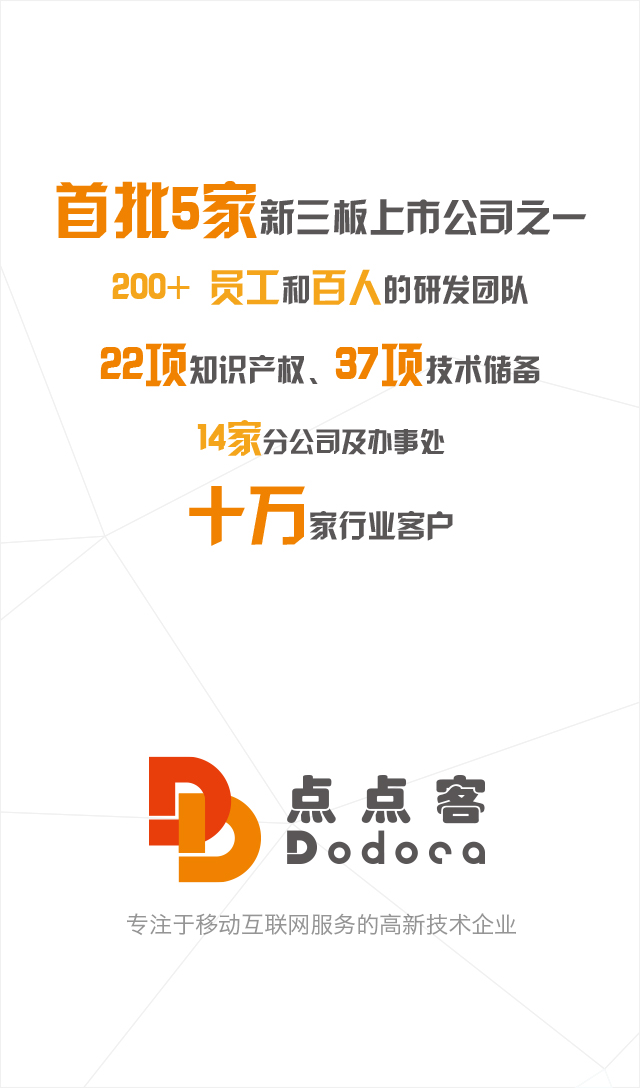 首批5家新三板上市公司之一
200+ 员工和百人的研发团队
22项知识产权、37项技术储备
14家分公司及办事处
十万家行业客户
点点客
Dodoca
专注于移动互联网服务的高新技术企业